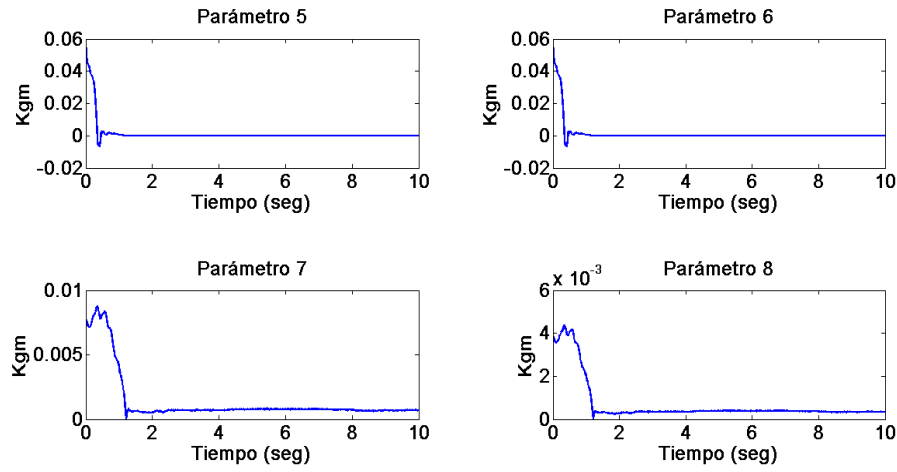 Parámetro 5
0.06
0.04
0.02
0
-0.02
Kgm
0 2 4 6 8 10
Tiempo (seg)
Parámetro 6
0.06
0.04
0.02
0
-0.02
Kgm
0 2 4 6 8 10
Tiempo (seg)
Parámetro 7
0.01
0.005
0
Kgm
0 2 4 6 8 10
Tiempo (seg)
Parámetro 8
x 10⁻³
6
4
2
0
Kgm
0 2 4 6 8 10
Tiempo (seg)